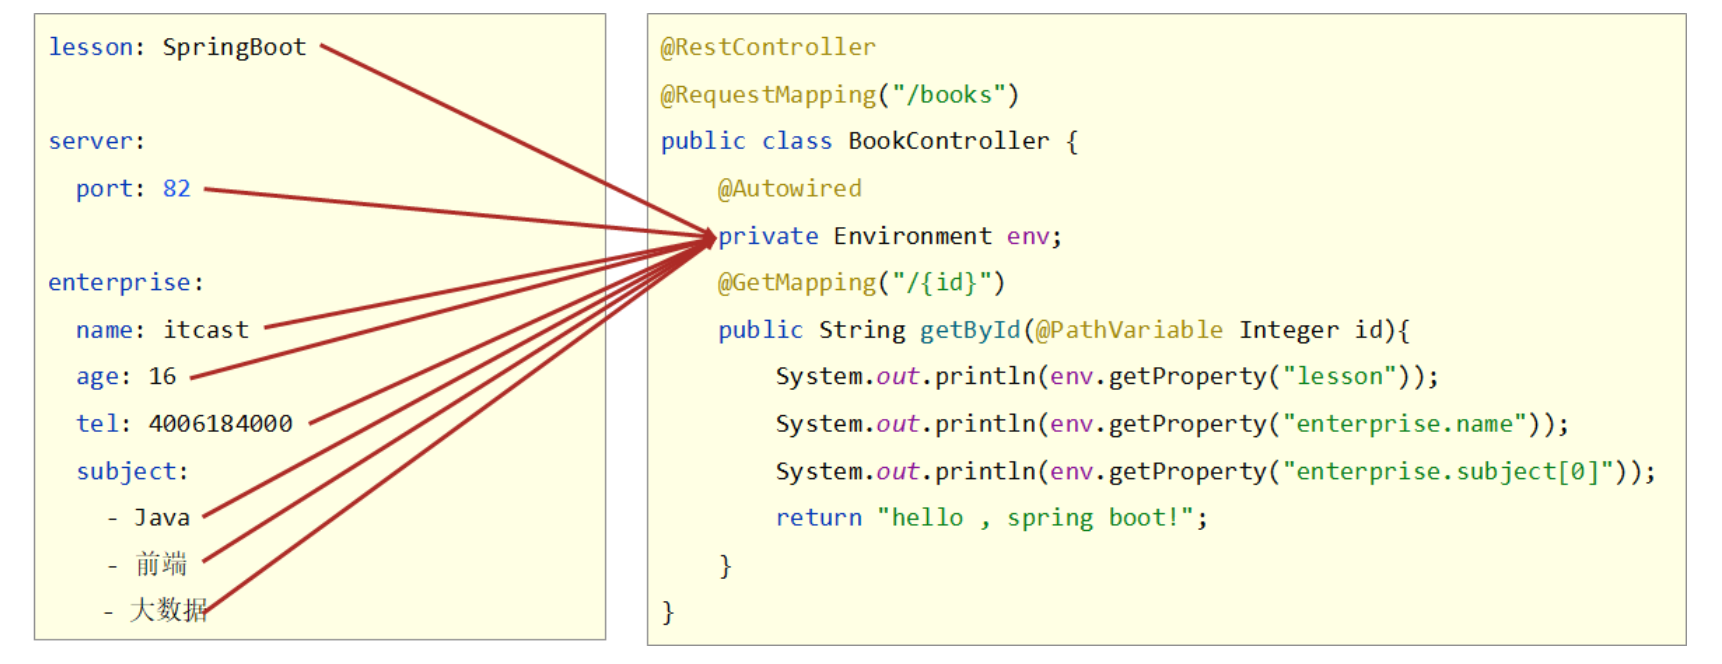 lesson: SpringBoot
server:
port: 82
enterprise:
name: itcast
age: 16
tel: 4006184000
subject:
- Java
- 前端
- 大数据
@RestController
@RequestMapping("/books")
public class BookController {
@Autowired
private Environment env;
@GetMapping("/{id}")
public String getById(@PathVariable Integer id){
System.out.println(env.getProperty("lesson"));
System.out.println(env.getProperty("enterprise.name"));
System.out.println(env.getProperty("enterprise.subject[0]"));
return "hello , spring boot!";
}
}